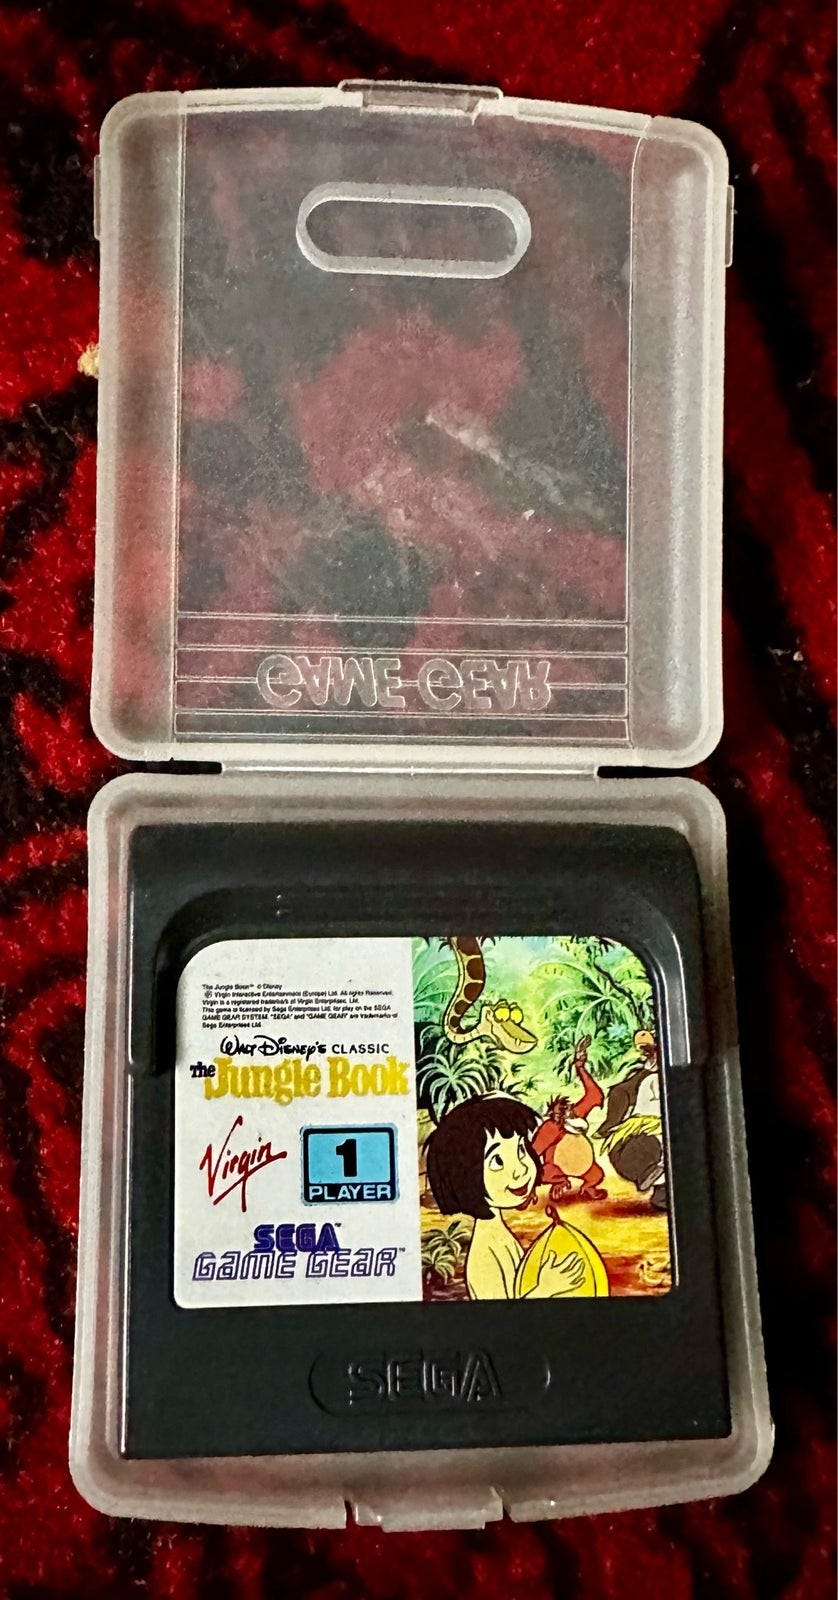 GAME GEAR
The Jungle Book™ © Disney
Ⓟ Virgin Interactive Entertainment (Europe) Ltd. All rights Reserved.
Virgin is a registered trademark of Virgin Enterprises, Ltd.
This game is licensed by Sega Enterprises Ltd. for play on the SEGA
GAME GEAR SYSTEM. "SEGA" and "GAME GEAR" are trademarks of
Sega Enterprises Ltd.
WALT DISNEY'S CLASSIC
The Jungle Book
Virgin
1
PLAYER
SEGA™
GAME GEAR™
SEGA